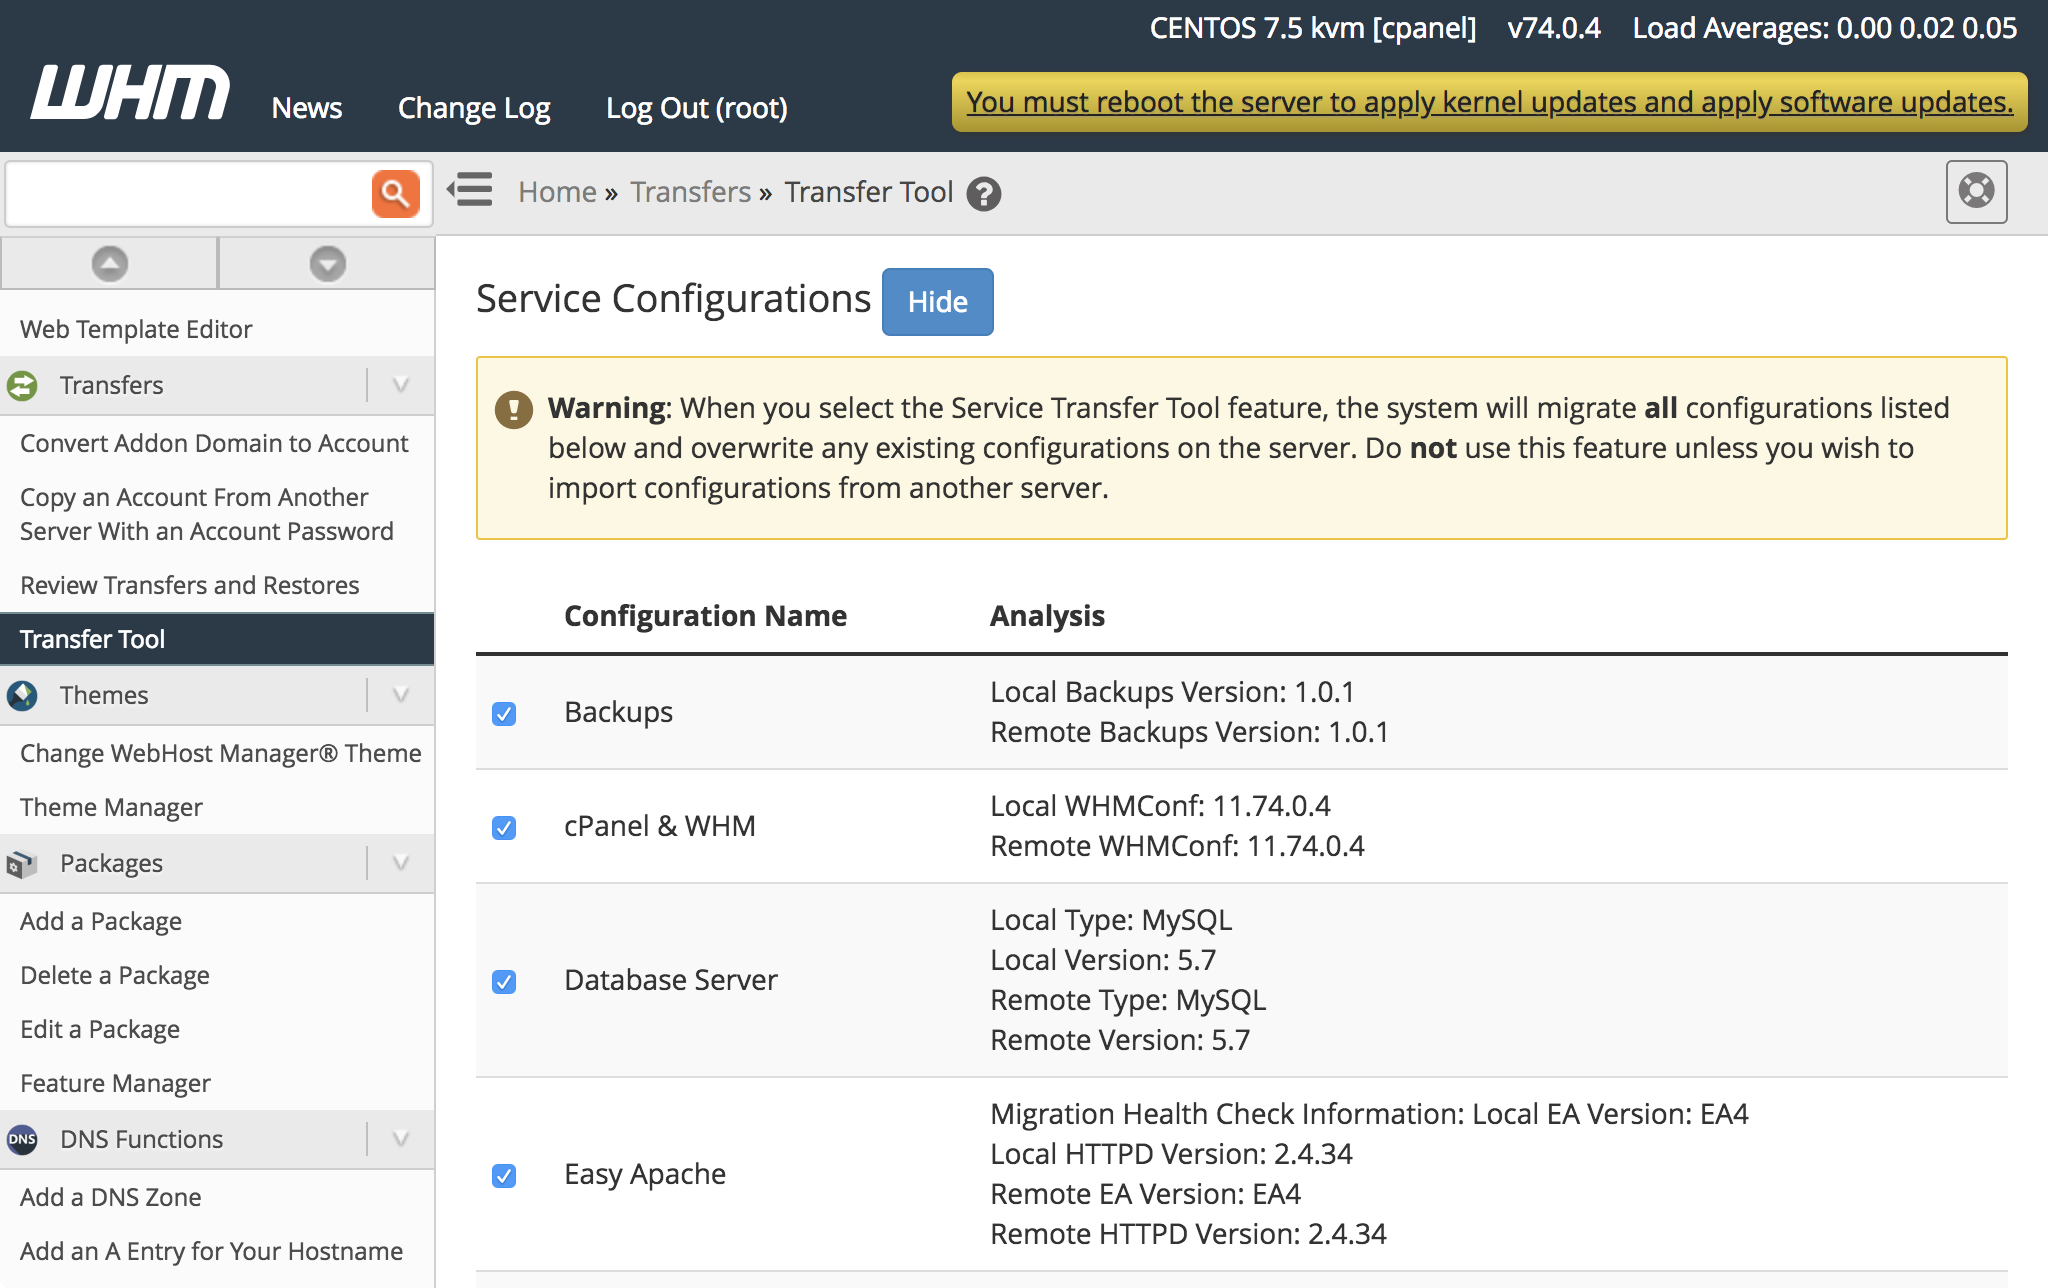 CENTOS 7.5 kvm [cpanel] v74.0.4 Load Averages: 0.00 0.02 0.05
WHM News Change Log Log Out (root)
You must reboot the server to apply kernel updates and apply software updates.
Home » Transfers » Transfer Tool ?
Web Template Editor
Transfers
Convert Addon Domain to Account
Copy an Account From Another
Server With an Account Password
Review Transfers and Restores
Transfer Tool
Themes
Change WebHost Manager® Theme
Theme Manager
Packages
Add a Package
Delete a Package
Edit a Package
Feature Manager
DNS DNS Functions
Add a DNS Zone
Add an A Entry for Your Hostname
Service Configurations Hide
Warning: When you select the Service Transfer Tool feature, the system will migrate all configurations listed
below and overwrite any existing configurations on the server. Do not use this feature unless you wish to
import configurations from another server.
Configuration Name Analysis
Backups
Local Backups Version: 1.0.1
Remote Backups Version: 1.0.1
cPanel & WHM
Local WHMConf: 11.74.0.4
Remote WHMConf: 11.74.0.4
Database Server
Local Type: MySQL
Local Version: 5.7
Remote Type: MySQL
Remote Version: 5.7
Easy Apache
Migration Health Check Information: Local EA Version: EA4
Local HTTPD Version: 2.4.34
Remote EA Version: EA4
Remote HTTPD Version: 2.4.34